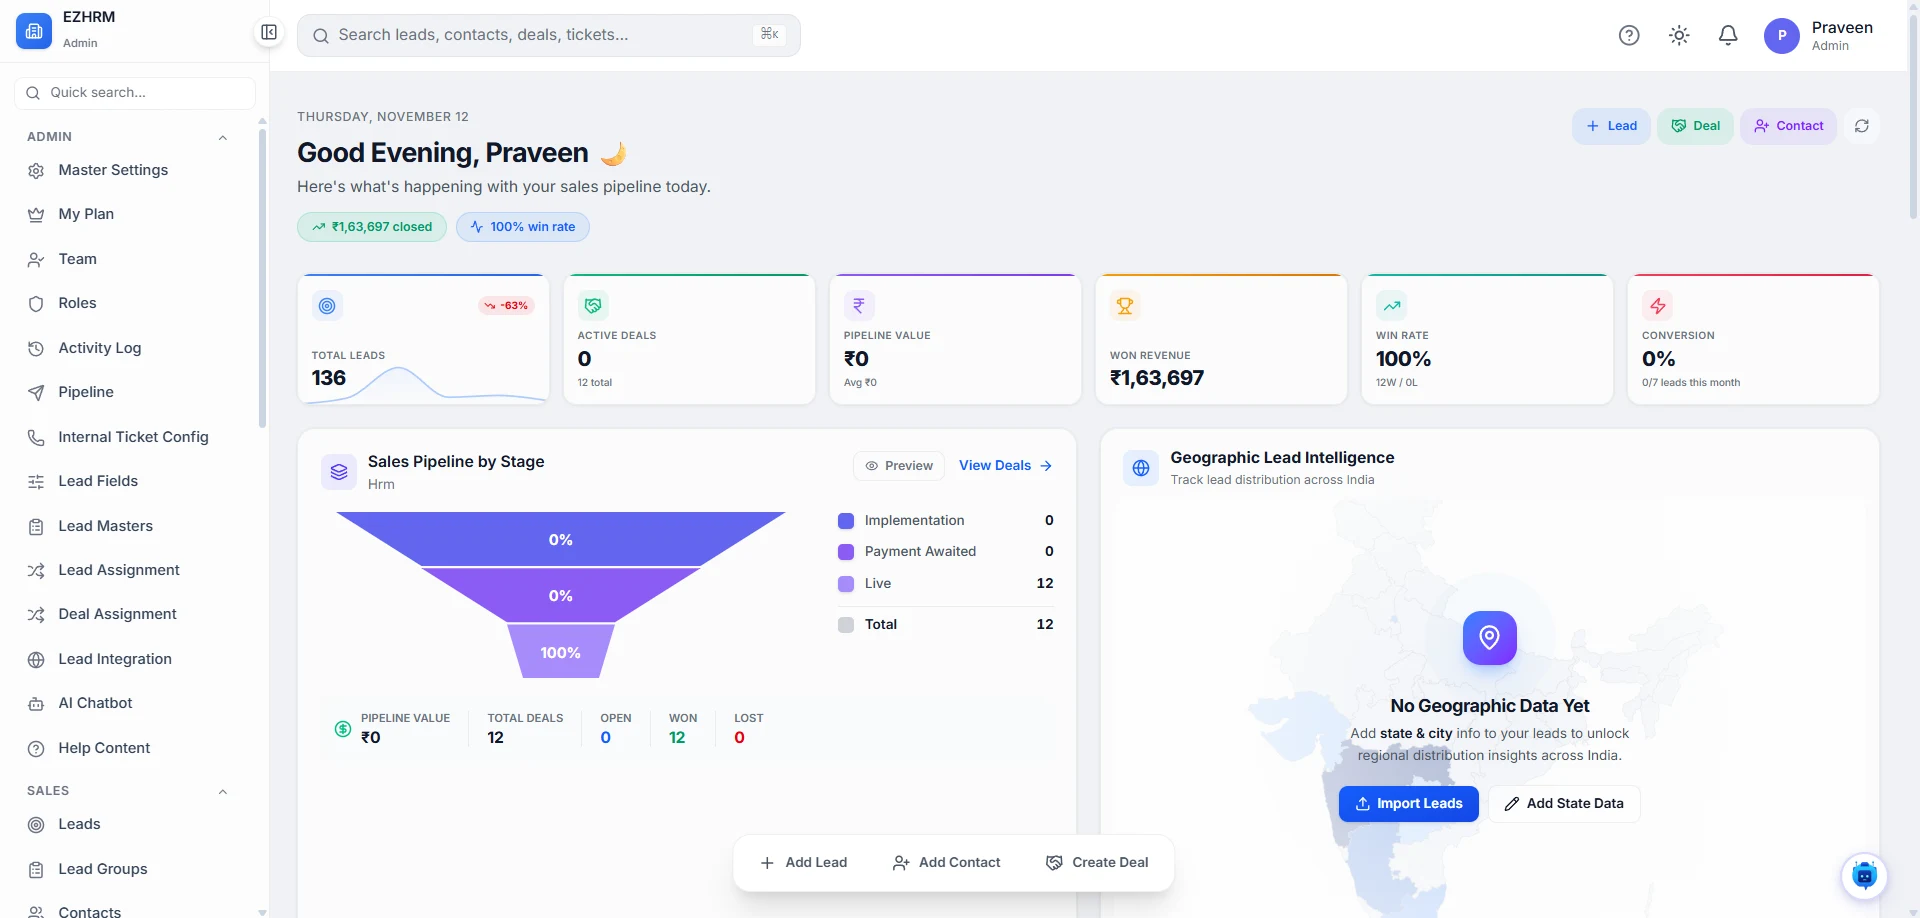 EZHRM
Admin
Search leads, contacts, deals, tickets...
⌘K
P
Praveen
Admin
Quick search...
ADMIN
Master Settings
My Plan
Team
Roles
Activity Log
Pipeline
Internal Ticket Config
Lead Fields
Lead Masters
Lead Assignment
Deal Assignment
Lead Integration
AI Chatbot
Help Content
SALES
Leads
Lead Groups
Contacts
THURSDAY, NOVEMBER 12
Good Evening, Praveen 🌙
Here's what's happening with your sales pipeline today.
₹1,63,697 closed
100% win rate
+ Lead
Deal
Contact
-63%
TOTAL LEADS
136
ACTIVE DEALS
0
12 total
PIPELINE VALUE
₹0
Avg ₹0
WON REVENUE
₹1,63,697
WIN RATE
100%
12W / 0L
CONVERSION
0%
0/7 leads this month
Sales Pipeline by Stage
Hrm
Preview
View Deals →
0%
0%
100%
Implementation 0
Payment Awaited 0
Live 12
Total 12
PIPELINE VALUE
₹0
TOTAL DEALS
12
OPEN
0
WON
12
LOST
0
Geographic Lead Intelligence
Track lead distribution across India
No Geographic Data Yet
Add state & city info to your leads to unlock
regional distribution insights across India.
Import Leads
Add State Data
+ Add Lead
Add Contact
Create Deal